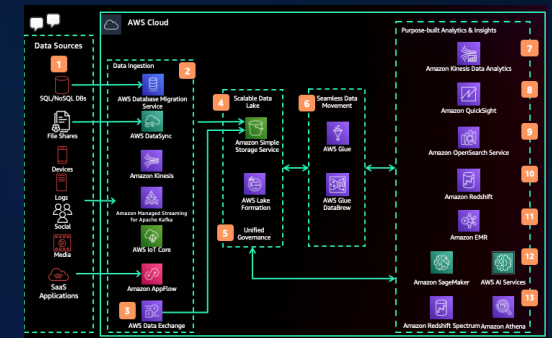 AWS Cloud
Data Sources
1
SQL/NoSQL DBs
File Shares
Devices
Logs
Social
Media
SaaS
Applications
Data Ingestion
2
AWS Database Migration
Service
AWS DataSync
Amazon Kinesis
Amazon Managed Streaming
for Apache Kafka
AWS IoT Core
Amazon AppFlow
3
AWS Data Exchange
4
Scalable Data
Lake
Amazon Simple
Storage Service
AWS Lake
Formation
5
Unified
Governance
6
Seamless Data
Movement
AWS Glue
AWS Glue
DataBrew
Purpose-built Analytics & Insights
7
Amazon Kinesis Data Analytics
8
Amazon QuickSight
9
Amazon OpenSearch Service
10
Amazon Redshift
11
Amazon EMR
12
Amazon SageMaker
AWS AI Services
13
Amazon Redshift Spectrum
Amazon Athena